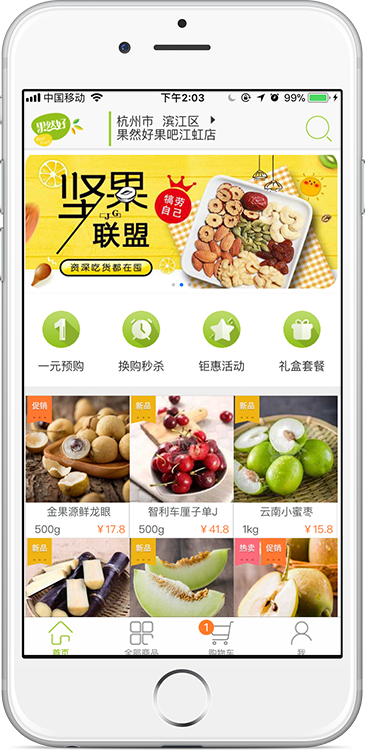 中国移动 下午2:03 99%
果然好
杭州市 滨江区
果然好果吧江虹店
坚果
J.G
联盟
犒劳
自己
资深吃货都在囤
1
一元预购 换购秒杀 钜惠活动 礼盒套餐
促销 新品 新品
金果源鲜龙眼 智利车厘子单J 云南小蜜枣
500g ¥17.8 500g ¥41.8 1kg ¥15.8
新品 新品 热卖 促销
1
首页 全部商品 购物车 我